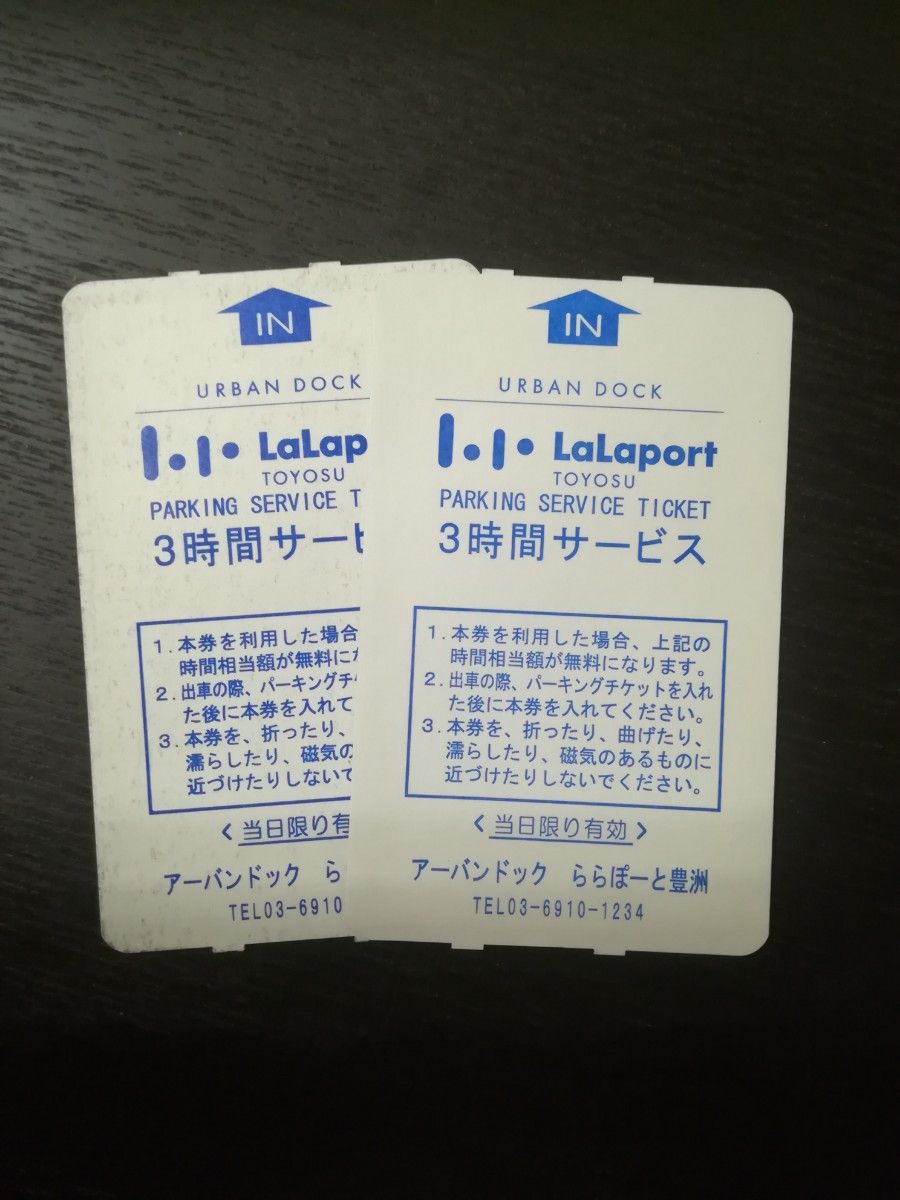 IN
URBAN DOCK
LaLap
TOYOSU
PARKING SERVICE T
3時間サー
1.本券を利用した場合
時間相当額が無料に
2.出車の際、パーキングチ
た後に本券を入れて
3.本券を、折ったり、
濡らしたり、磁気の
近づけたりしないで
<当日限り有
アーバンドック ら
TEL03-6910
IN
URBAN DOCK
LaLaport
TOYOSU
PARKING SERVICE TICKET
3時間サービス
1.本券を利用した場合、上記の
時間相当額が無料になります。
2.出車の際、パーキングチケットを入れ
た後に本券を入れてください。
3.本券を、折ったり、曲げたり、
濡らしたり、磁気のあるものに
近づけたりしないでください。
<当日限り有効>
アーバンドック ららぽーと豊洲
TEL03-6910-1234